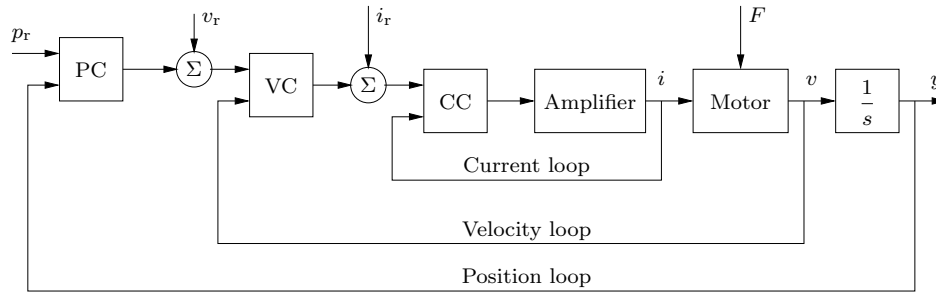 p_r
v_r
i_r
F
PC
Σ
VC
Σ
CC
Amplifier
i
Motor
v
1
s
y
Current loop
Velocity loop
Position loop